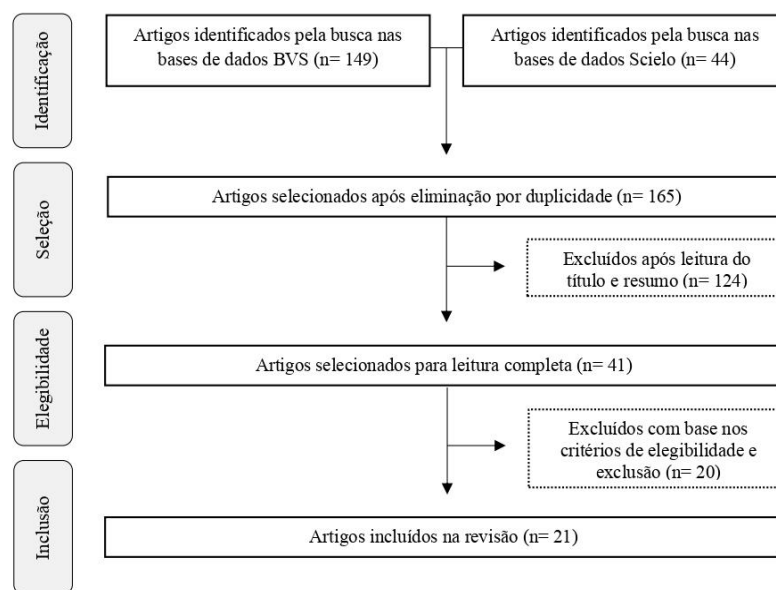 Identificação
Artigos identificados pela busca nas
bases de dados BVS (n= 149)
Artigos identificados pela busca nas
bases de dados Scielo (n= 44)
Seleção
Artigos selecionados após eliminação por duplicidade (n= 165)
Excluídos após leitura do
título e resumo (n= 124)
Elegibilidade
Artigos selecionados para leitura completa (n= 41)
Excluídos com base nos
critérios de elegibilidade e
exclusão (n= 20)
Inclusão
Artigos incluídos na revisão (n= 21)